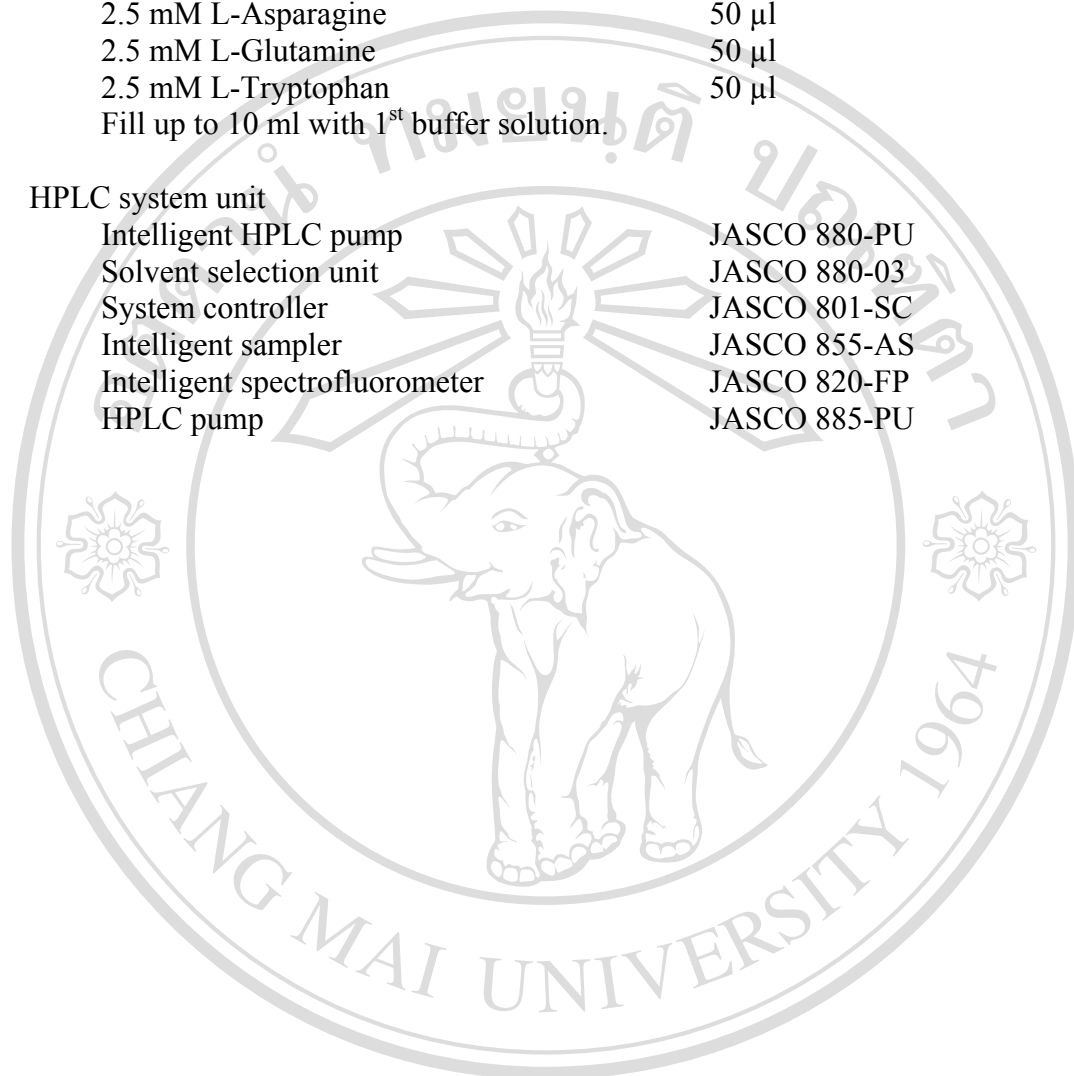 2.5 mM L-Asparagine 50 µl
2.5 mM L-Glutamine 50 µl
2.5 mM L-Tryptophan 50 µl
Fill up to 10 ml with 1st buffer solution.
HPLC system unit
Intelligent HPLC pump JASCO 880-PU
Solvent selection unit JASCO 880-03
System controller JASCO 801-SC
Intelligent sampler JASCO 855-AS
Intelligent spectrofluorometer JASCO 820-FP
HPLC pump JASCO 885-PU
CHIANG MAI UNIVERSITY 1964